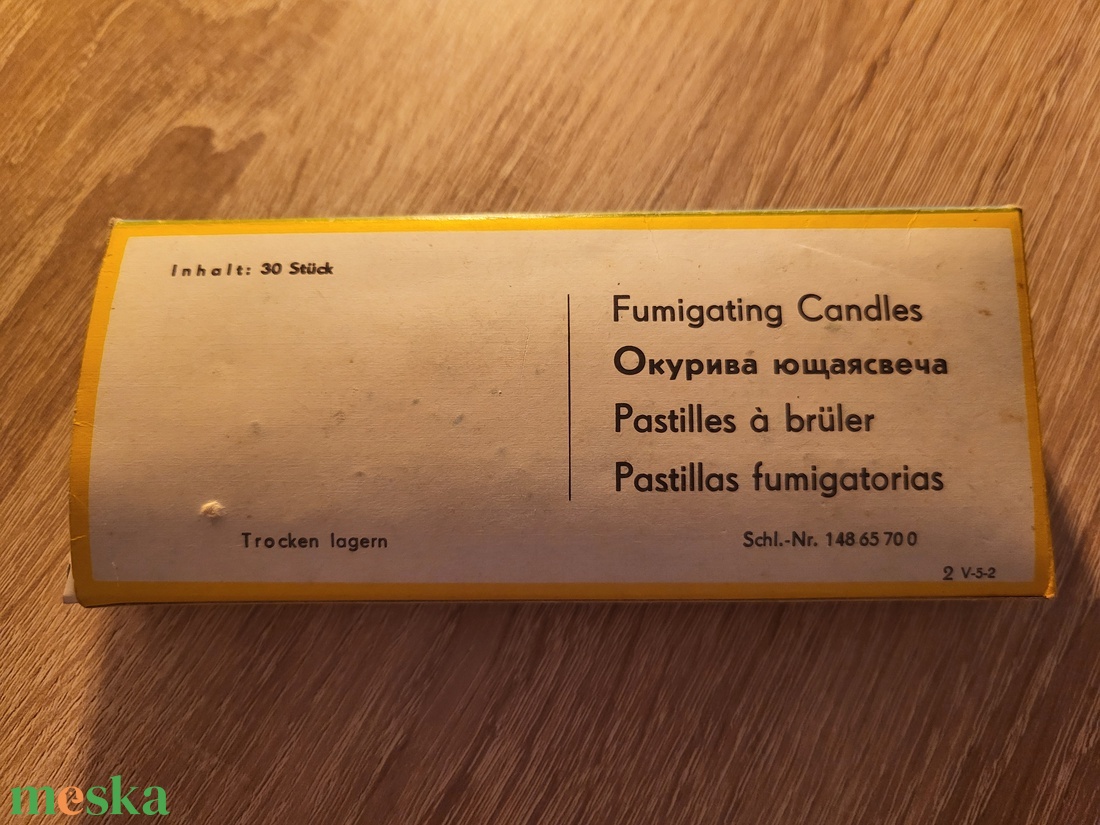 Inhalt: 30 Stück
Fumigating Candles
Окурива ющаясвеча
Pastilles à brüler
Pastillas fumigatorias
Trocken lagern
Schl.-Nr. 148 65 70 0
2 V-5-2
meska